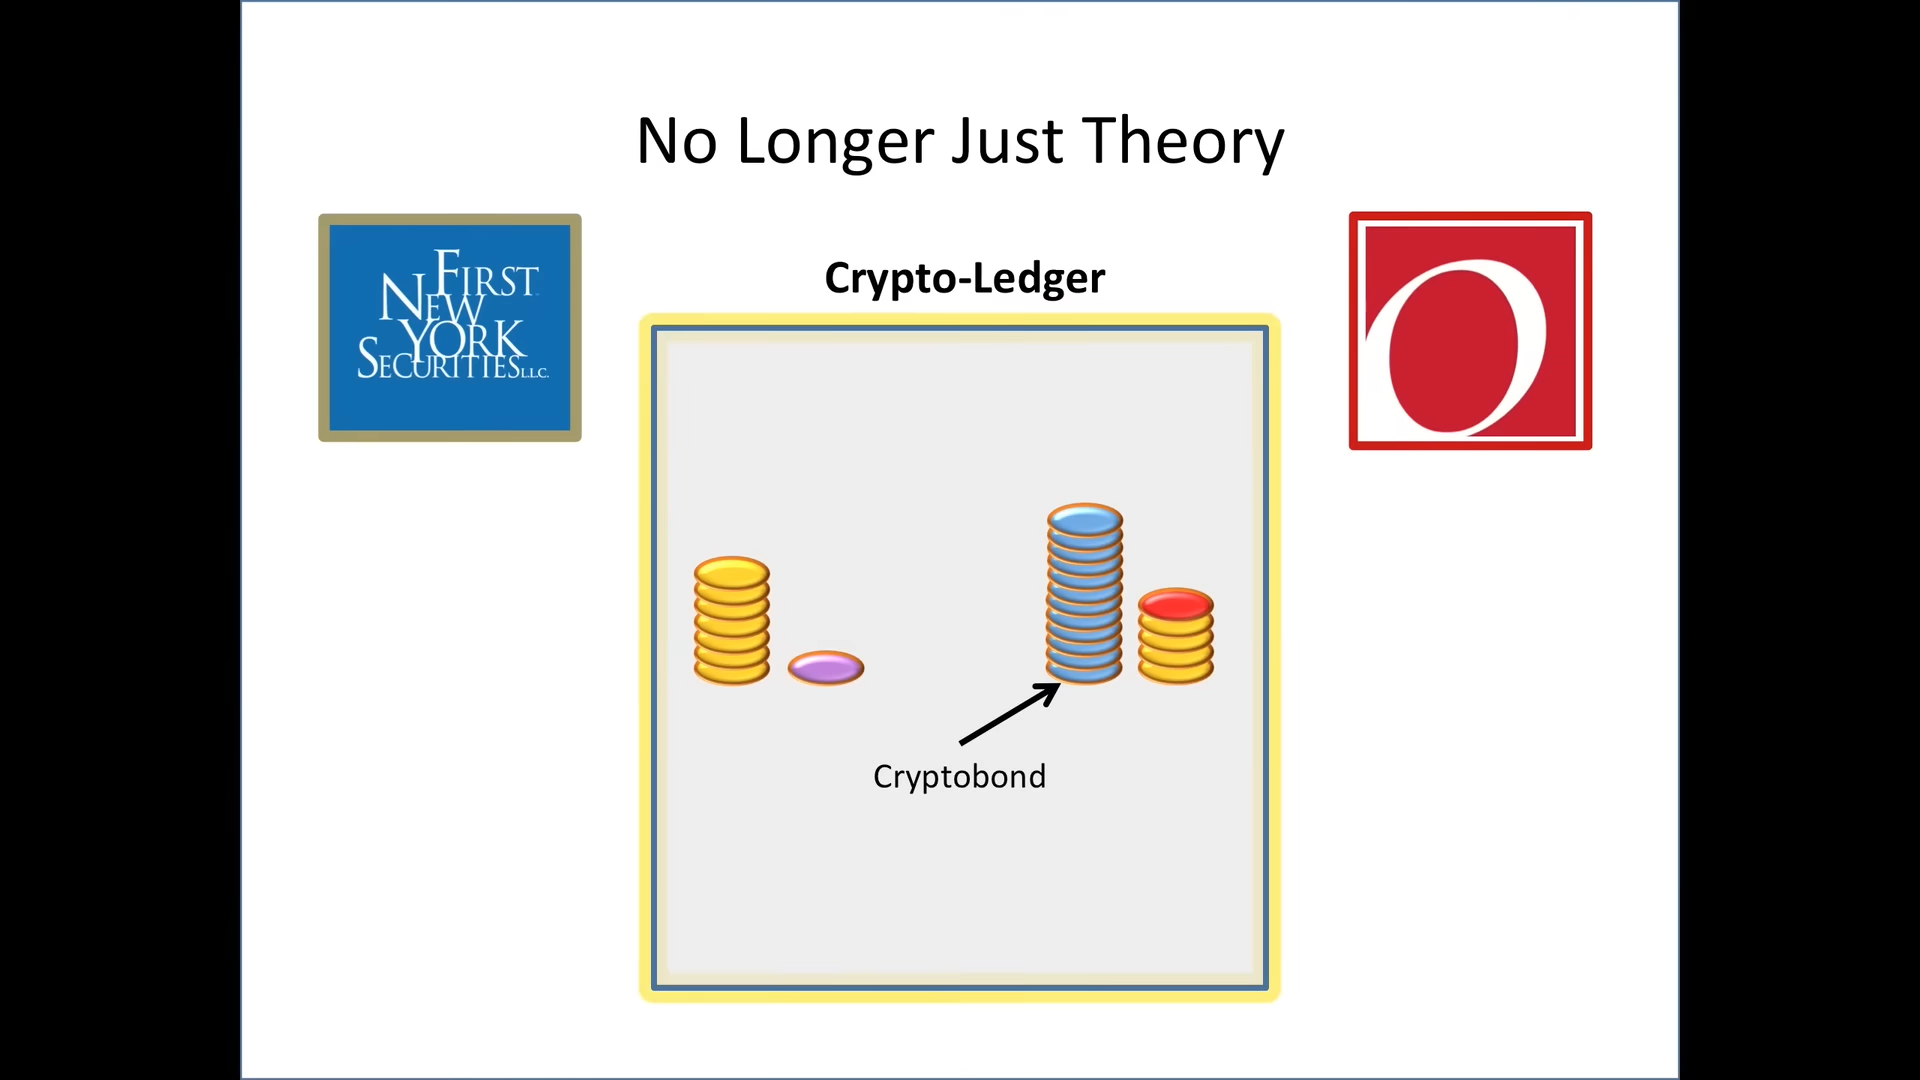 No Longer Just Theory
FIRST
NEW
YORK
SECURITIES L.L.C.
Crypto-Ledger
O
Cryptobond